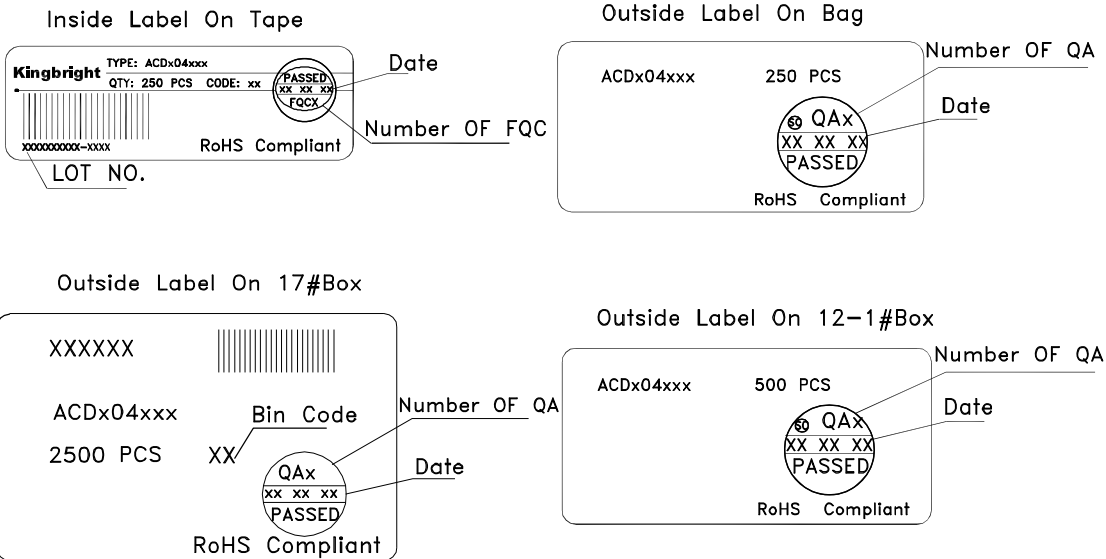 Inside Label On Tape
Kingbright
TYPE: ACDx04xxx
QTY: 250 PCS CODE: xx
PASSED
XX XX XX
FQCX
xxxxxxxxxx-xxxx
RoHS Compliant
Date
Number OF FQC
LOT NO.
Outside Label On Bag
ACDx04xxx 250 PCS
SQ QAx
XX XX XX
PASSED
RoHS Compliant
Number OF QA
Date
Outside Label On 17#Box
XXXXXX
ACDx04xxx
2500 PCS XX
Bin Code
QAx
XX XX XX
PASSED
RoHS Compliant
Number OF QA
Date
Outside Label On 12-1#Box
ACDx04xxx 500 PCS
SQ QAx
XX XX XX
PASSED
RoHS Compliant
Number OF QA
Date